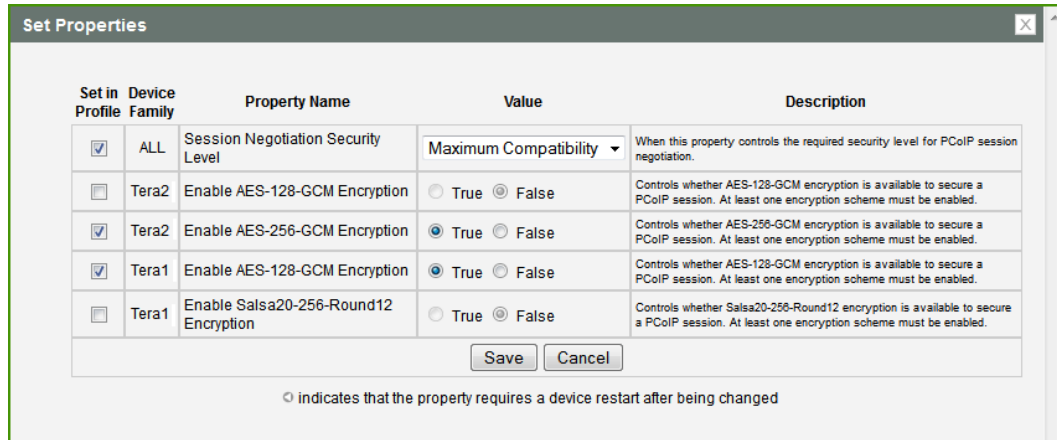 Set Properties
X
Set in Profile
Device Family
Property Name
Value
Description
ALL
Session Negotiation Security
Level
Maximum Compatibility
When this property controls the required security level for PCoIP session
negotiation.
Tera2
Enable AES-128-GCM Encryption
True False
Controls whether AES-128-GCM encryption is available to secure a
PCoIP session. At least one encryption scheme must be enabled.
Tera2
Enable AES-256-GCM Encryption
True False
Controls whether AES-256-GCM encryption is available to secure a
PCoIP session. At least one encryption scheme must be enabled.
Tera1
Enable AES-128-GCM Encryption
True False
Controls whether AES-128-GCM encryption is available to secure a
PCoIP session. At least one encryption scheme must be enabled.
Tera1
Enable Salsa20-256-Round12
Encryption
True False
Controls whether Salsa20-256-Round12 encryption is available to secure
a PCoIP session. At least one encryption scheme must be enabled.
Save Cancel
indicates that the property requires a device restart after being changed